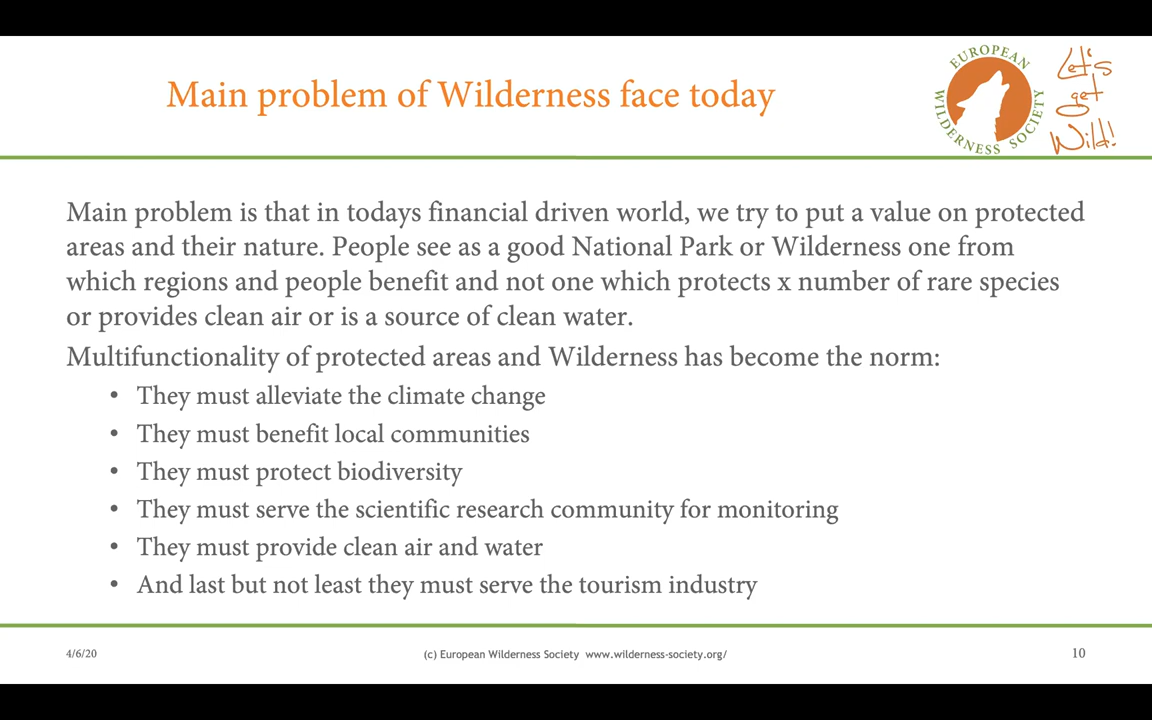 Main problem of Wilderness face today
EUROPEAN
WILDERNESS SOCIETY
Let's
get
Wild!
Main problem is that in todays financial driven world, we try to put a value on protected
areas and their nature. People see as a good National Park or Wilderness one from
which regions and people benefit and not one which protects x number of rare species
or provides clean air or is a source of clean water.
Multifunctionality of protected areas and Wilderness has become the norm:
• They must alleviate the climate change
• They must benefit local communities
• They must protect biodiversity
• They must serve the scientific research community for monitoring
• They must provide clean air and water
• And last but not least they must serve the tourism industry
4/6/20
(c) European Wilderness Society www.wilderness-society.org/
10